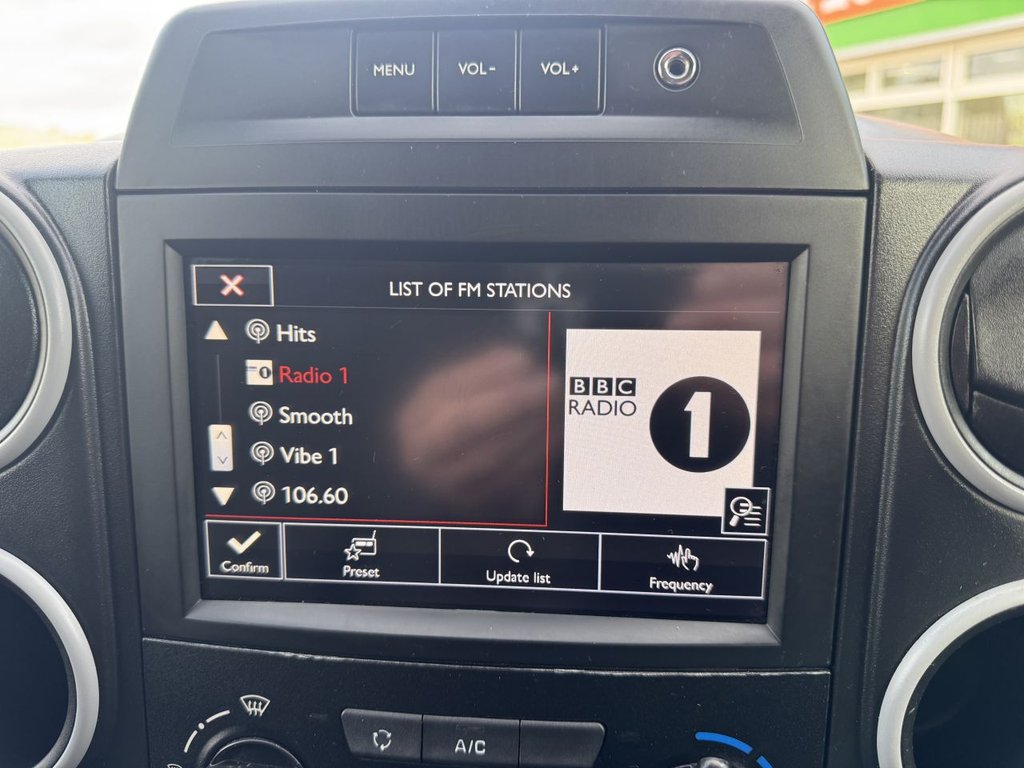 MENU VOL- VOL+
LIST OF FM STATIONS
Hits
Radio 1
Smooth
Vibe 1
106.60
BBC
RADIO 1
Confirm Preset Update list Frequency
A/C